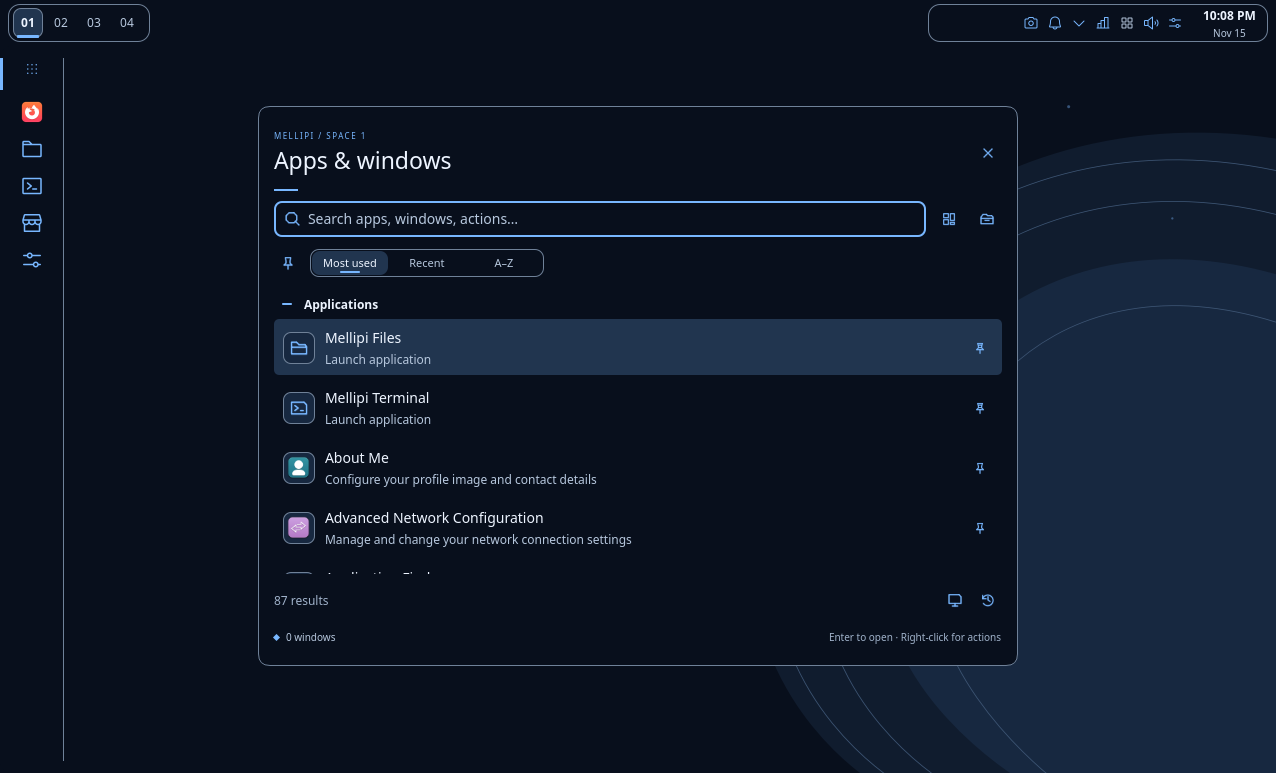 01 02 03 04
10:08 PM
Nov 15
MELLIPI / SPACE 1
Apps & windows
Search apps, windows, actions...
Most used Recent A–Z
Applications
Mellipi Files
Launch application
Mellipi Terminal
Launch application
About Me
Configure your profile image and contact details
Advanced Network Configuration
Manage and change your network connection settings
87 results
0 windows
Enter to open · Right-click for actions